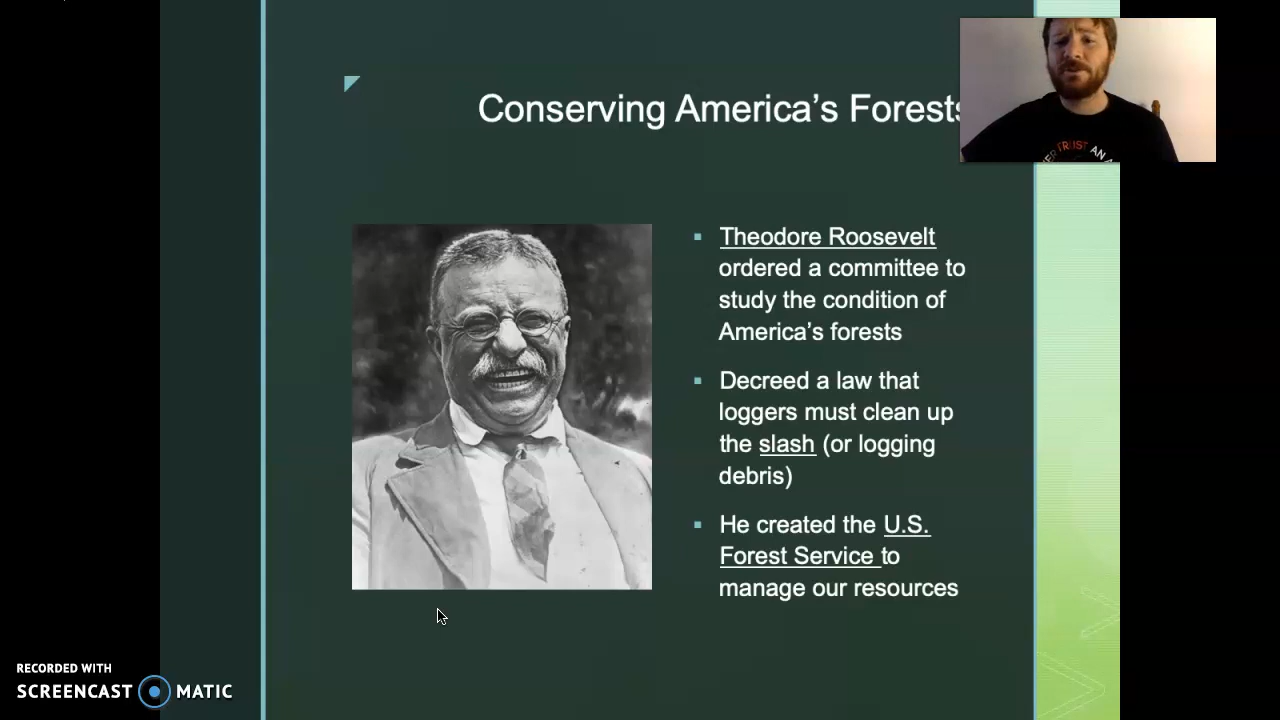 Conserving America's Forests
Theodore Roosevelt
ordered a committee to
study the condition of
America's forests
Decreed a law that
loggers must clean up
the slash (or logging
debris)
He created the U.S.
Forest Service to
manage our resources
TRUST AN
RECORDED WITH
SCREENCAST MATIC